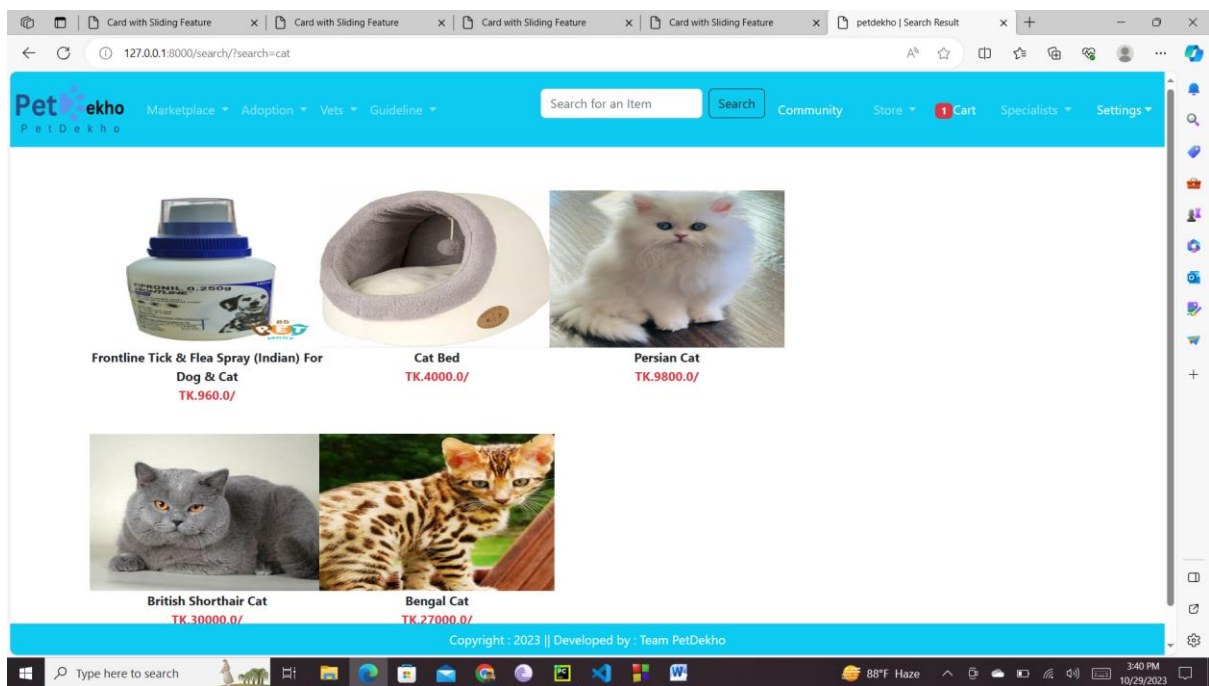 Card with Sliding Feature
Card with Sliding Feature
Card with Sliding Feature
Card with Sliding Feature
petdekho | Search Result
127.0.0.1:8000/search/?search=cat
Pet ekho
PetDekho
Marketplace
Adoption
Vets
Guideline
Search for an Item
Search
Community
Store
1 Cart
Specialists
Settings
FIPRONIL 0.250g
FRONTLINE
PET
Frontline Tick & Flea Spray (Indian) For
Dog & Cat
TK.960.0/
Cat Bed
TK.4000.0/
Persian Cat
TK.9800.0/
British Shorthair Cat
TK.30000.0/
Bengal Cat
TK.27000.0/
Copyright : 2023 || Developed by : Team PetDekho
Type here to search
88°F Haze
3:40 PM
10/29/2023